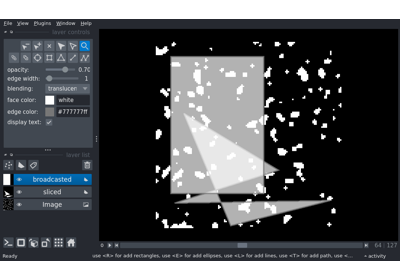 File View Plugins Window Help
layer controls
opacity: 0.70
edge width: 1
blending: translucen
face color: white
edge color: #777777ff
display text:
layer list
broadcasted
sliced
Image
64 127
Ready use <R> for add rectangles, use <E> for add ellipses, use <L> for add lines, use <T> for add path, use <... activity